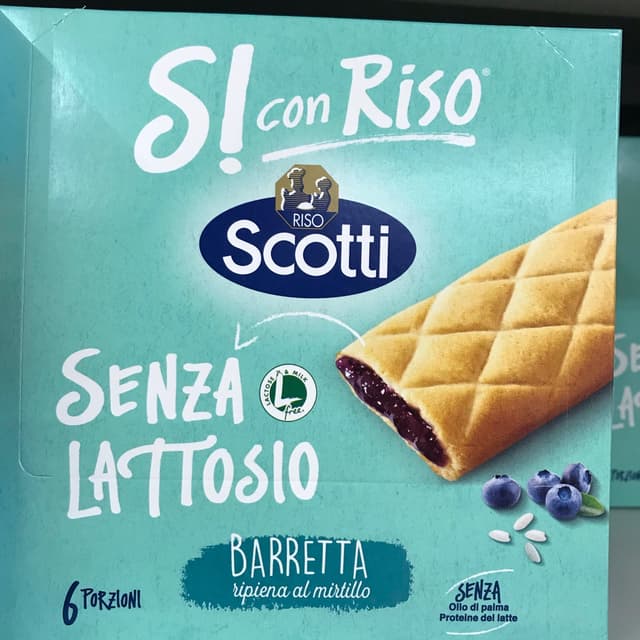 S! con Riso®
RISO
Scotti
SENZA
LACTOSE & MILK
free.
LATTOSIO
BARRETTA
ripiena al mirtillo
6 PORZIONI
SENZA
Olio di palma
Proteine del latte